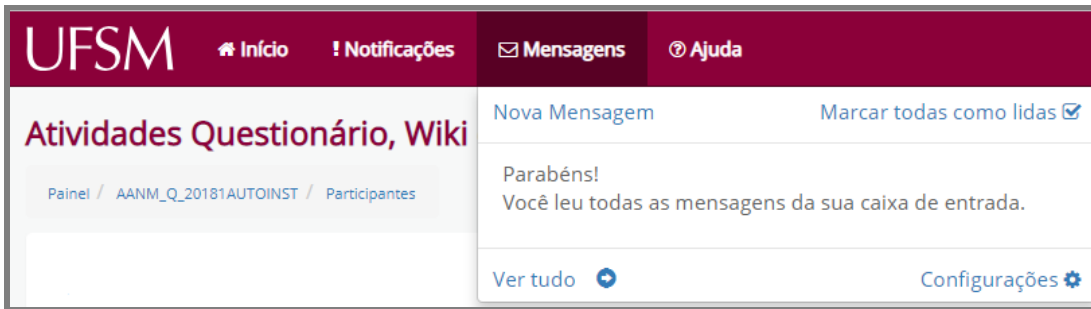 UFSM Início ! Notificações Mensagens Ajuda
Nova Mensagem Marcar todas como lidas
Atividades Questionário, Wiki
Painel / AANM_Q_20181AUTOINST / Participantes
Parabéns!
Você leu todas as mensagens da sua caixa de entrada.
Ver tudo Configurações